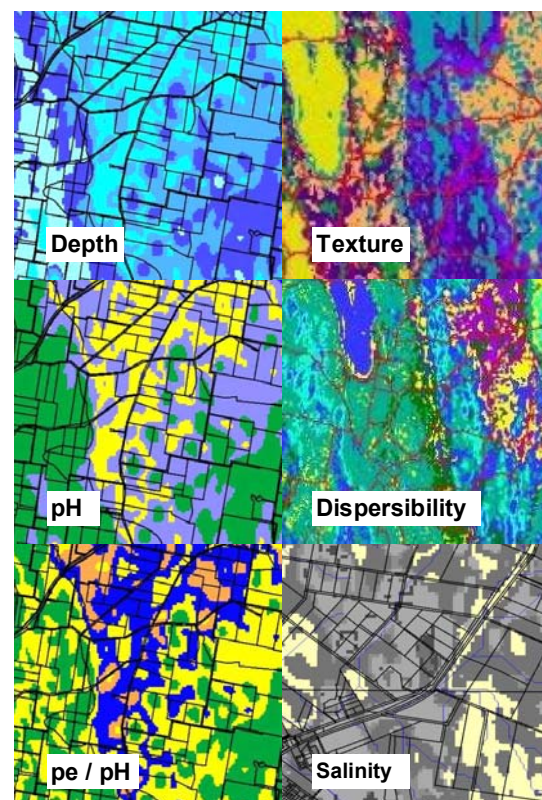 Depth
Texture
pH
Dispersibility
pe / pH
Salinity